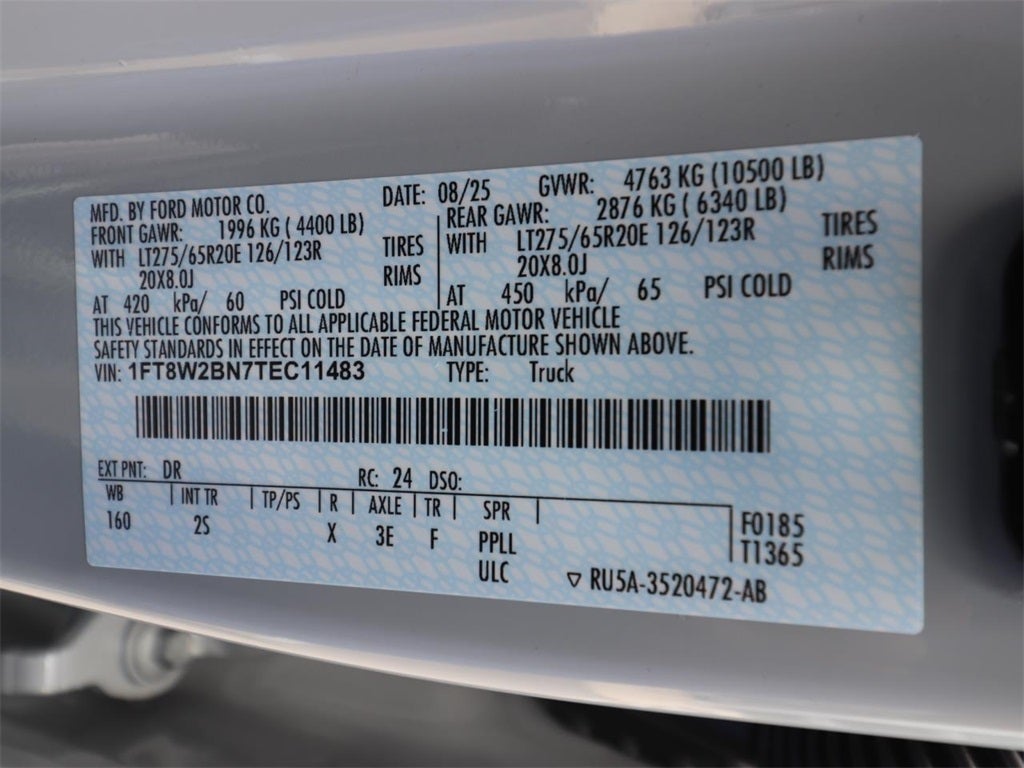 MFD. BY FORD MOTOR CO. DATE: 08/25 GVWR: 4763 KG (10500 LB)
FRONT GAWR: 1996 KG ( 4400 LB) REAR GAWR: 2876 KG ( 6340 LB)
WITH LT275/65R20E 126/123R TIRES WITH LT275/65R20E 126/123R TIRES
20X8.0J RIMS 20X8.0J RIMS
AT 420 kPa/ 60 PSI COLD AT 450 kPa/ 65 PSI COLD
THIS VEHICLE CONFORMS TO ALL APPLICABLE FEDERAL MOTOR VEHICLE
SAFETY STANDARDS IN EFFECT ON THE DATE OF MANUFACTURE SHOWN ABOVE.
VIN: 1FT8W2BN7TEC11483 TYPE: Truck
EXT PNT: DR RC: 24 DSO:
WB INT TR TP/PS R AXLE TR SPR
160 2S X 3E F PPLL F0185
ULC T1365
▽ RU5A-3520472-AB